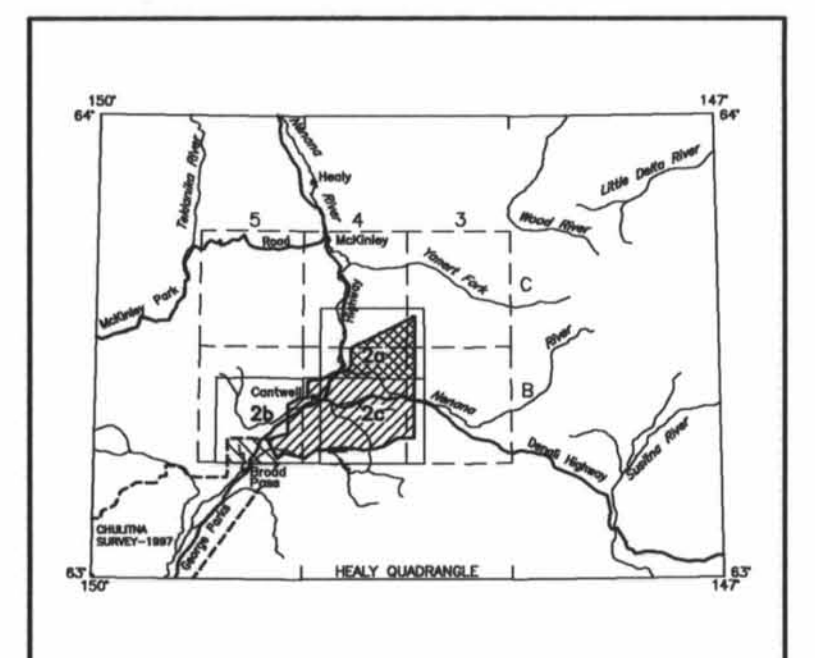 150°
147°
64°
64°
Teklanika River
Nenana River
Healy
Little Delta River
Wood River
5
4
3
McKinley Park Road
McKinley
Yanert Fork
C
Highway
2a
B
Cantwell
2b
2c
Nenana River
Denali Highway
Susitna River
Broad
Pass
CHULITNA
SURVEY-1997
George Parks
HEALY QUADRANGLE
63°
63°
150°
147°